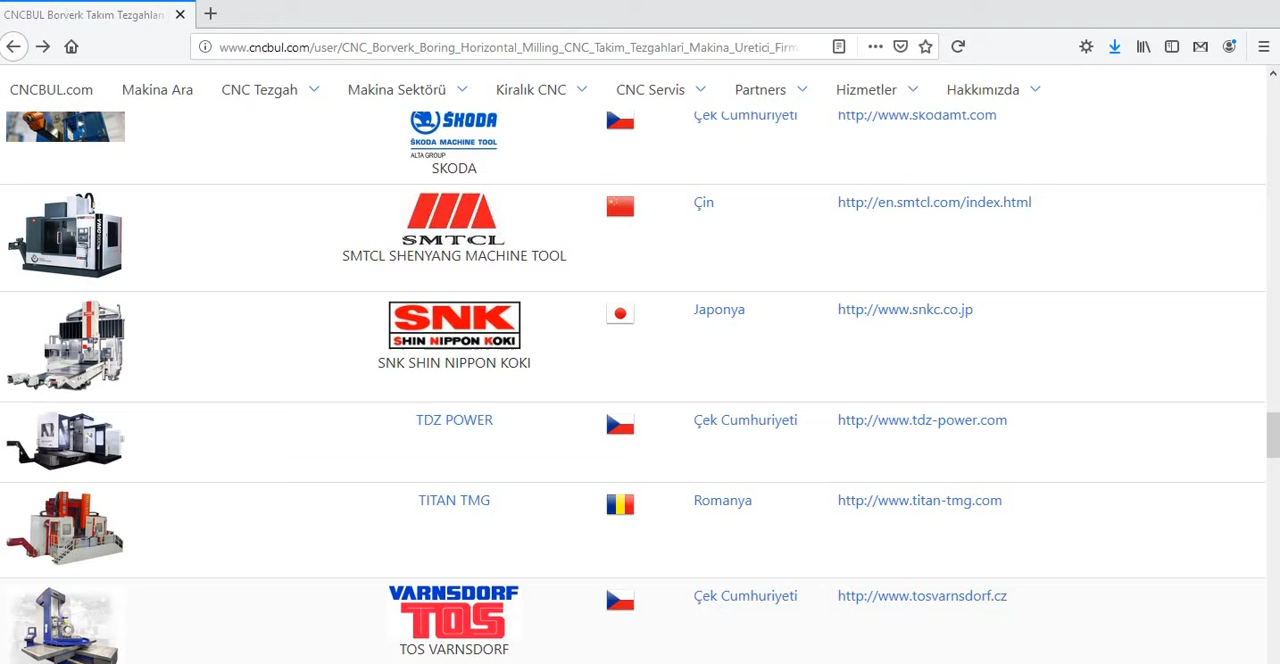 CNCBUL Borverk Takım Tezgahları
www.cncbul.com/user/CNC_Borverk_Boring_Horizontal_Milling_CNC_Takim_Tezgahlari_Makina_Uretici_Firm
CNCBUL.com Makina Ara CNC Tezgah Makina Sektörü Kiralık CNC CNC Servis Partners Hizmetler Hakkımızda
ŠKODA
ŠKODA MACHINE TOOL
ALTA GROUP
SKODA
Çek Cumhuriyeti
http://www.skodamt.com
SMTCL
SMTCL SHENYANG MACHINE TOOL
Çin
http://en.smtcl.com/index.html
SNK
SHIN NIPPON KOKI
SNK SHIN NIPPON KOKI
Japonya
http://www.snkc.co.jp
TDZ POWER
Çek Cumhuriyeti
http://www.tdz-power.com
TITAN TMG
Romanya
http://www.titan-tmg.com
VARNSDORF
TOS
TOS VARNSDORF
Çek Cumhuriyeti
http://www.tosvarnsdorf.cz